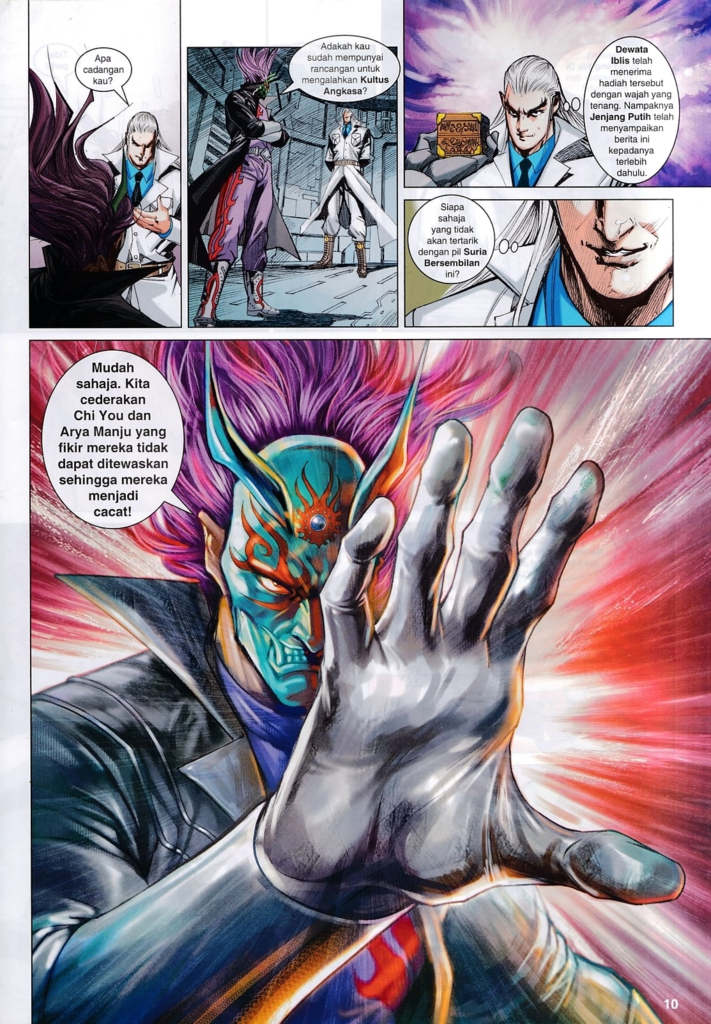 Apa
cadangan
kau?
Adakah kau
sudah mempunyai
rancangan untuk
mengalahkan Kultus
Angkasa?
Dewata
Iblis telah
menerima
hadiah tersebut
dengan wajah yang
tenang. Nampaknya
Jenjang Putih telah
menyampaikan
berita ini
kepadanya
terlebih
dahulu.
Siapa
sahaja
yang tidak
akan tertarik
dengan pil Suria
Bersembilan
ini?
Mudah
sahaja. Kita
cederakan
Chi You dan
Arya Manju yang
fikir mereka tidak
dapat ditewaskan
sehingga mereka
menjadi
cacat!
10